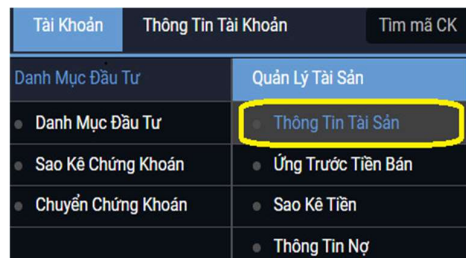 Tài Khoản Thông Tin Tài Khoản Tìm mã CK
Danh Mục Đầu Tư Quản Lý Tài Sản
Danh Mục Đầu Tư Thông Tin Tài Sản
Sao Kê Chứng Khoán Ứng Trước Tiền Bán
Chuyển Chứng Khoán Sao Kê Tiền
Thông Tin Nợ